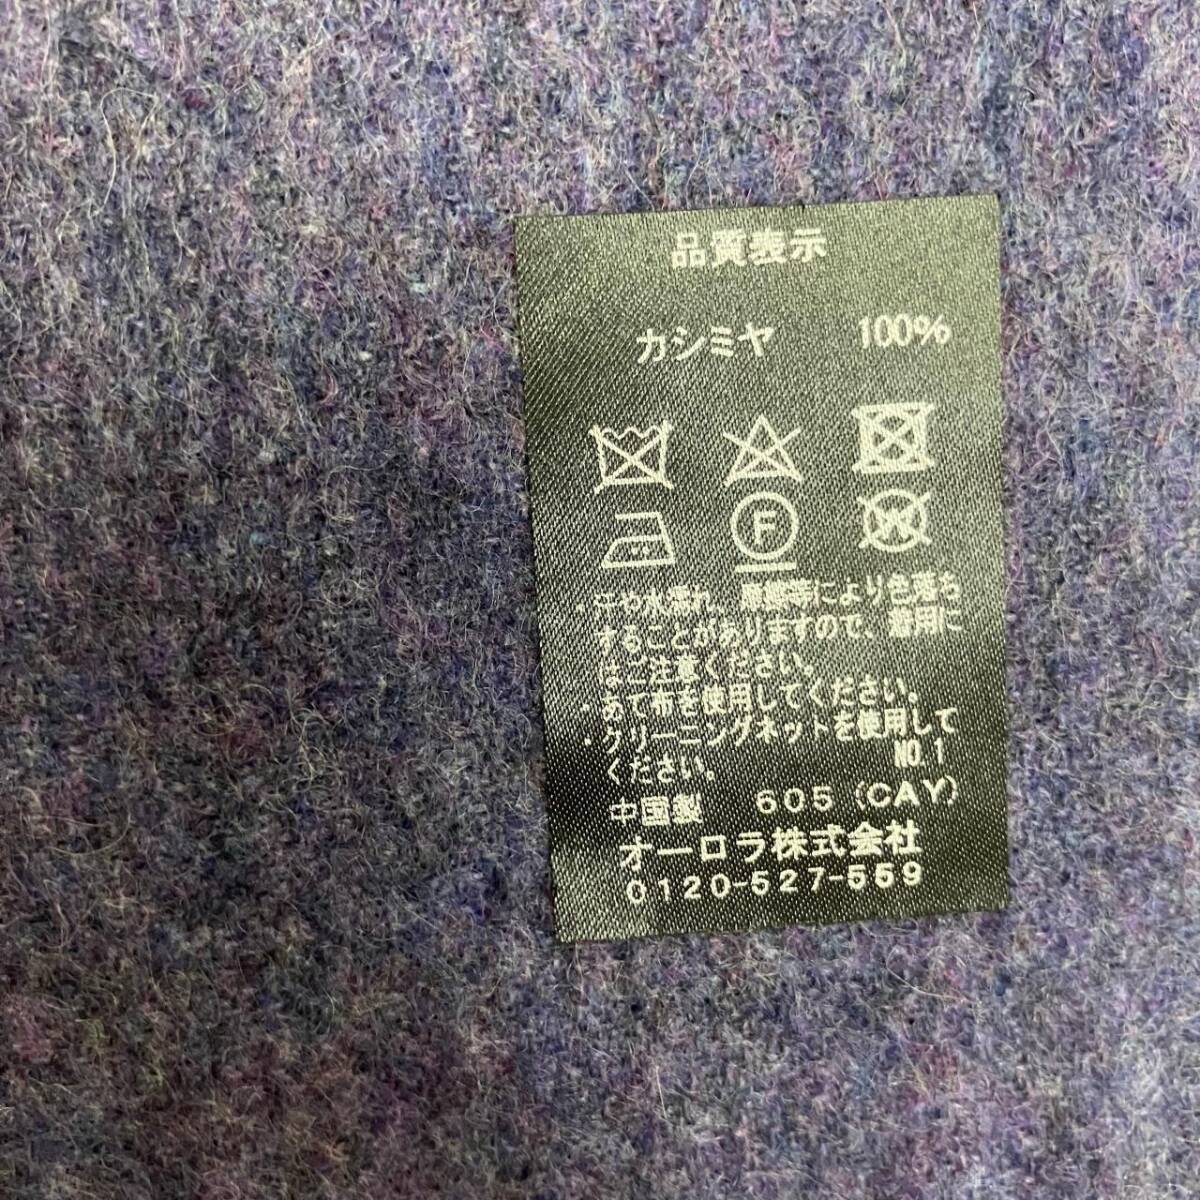 品質表示
カシミヤ 100%
F
W
・この水濡れ、摩擦等により色落ち
することがありますので、着用に
はご注意ください。
・あて布を使用してください。
・クリーニングネットを使用して
ください。 NO.1
中国製 605 (CAY)
オーロラ株式会社
0120-527-559